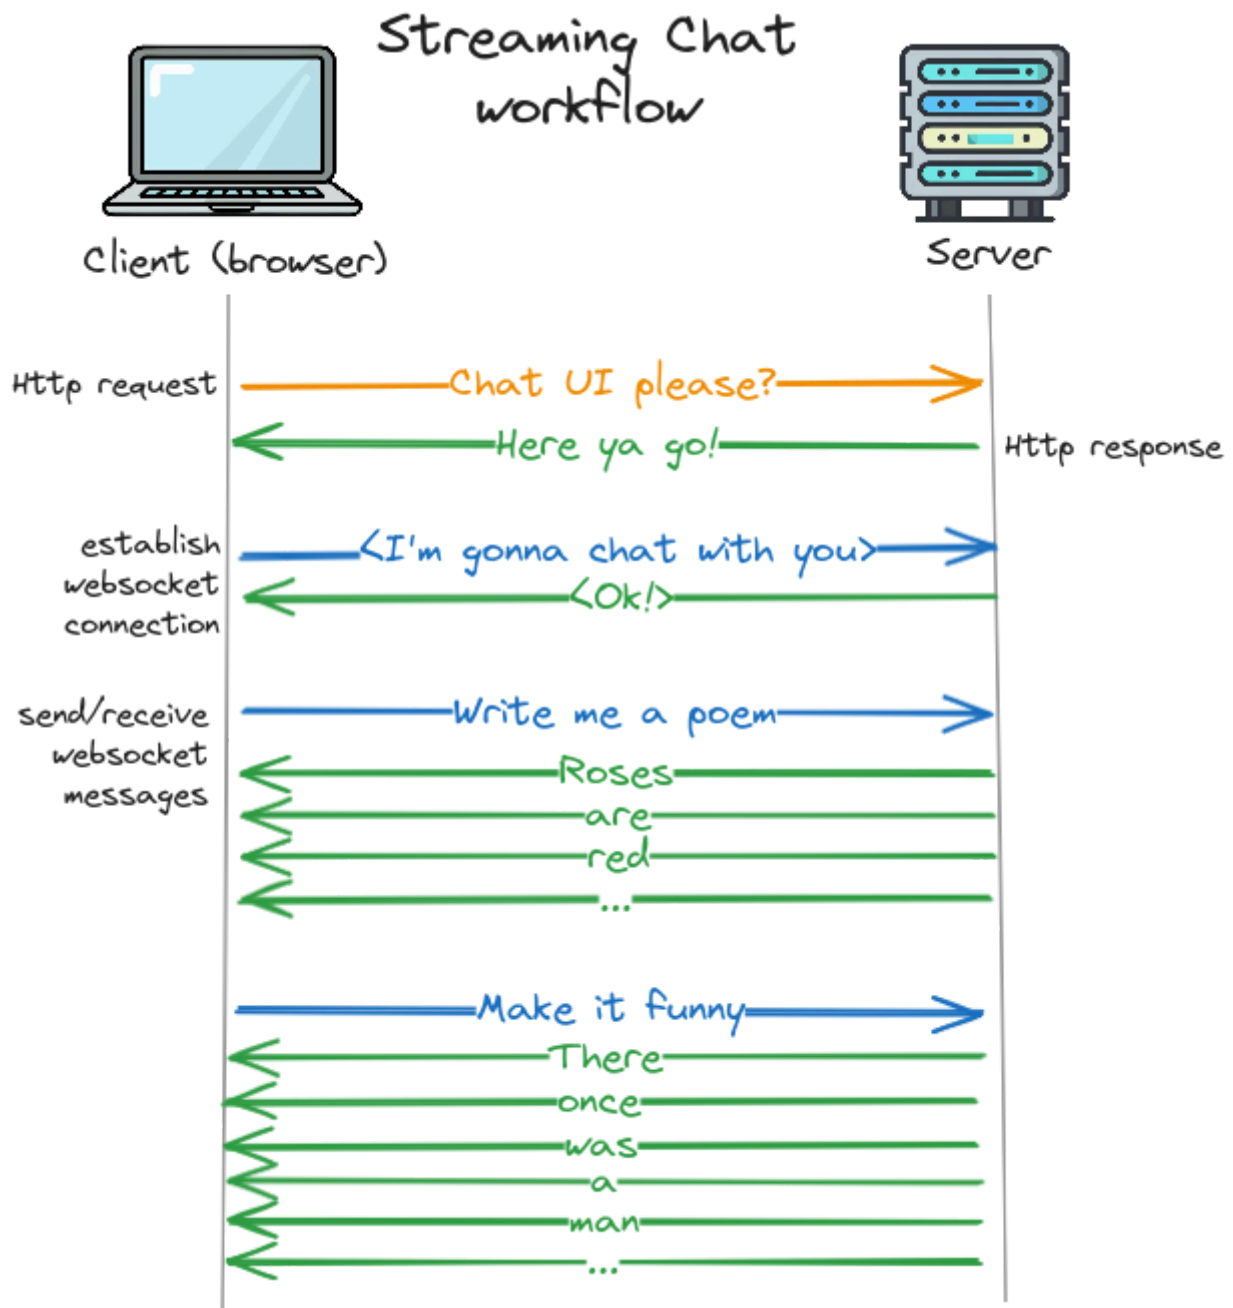 Streaming Chat
workflow
Client (browser)
Server
Http request
Chat UI please?
Here ya go!
Http response
establish
websocket
connection
<I'm gonna chat with you>
<Ok!>
send/receive
websocket
messages
Write me a poem
Roses
are
red
...
Make it funny
There
once
was
a
man
...